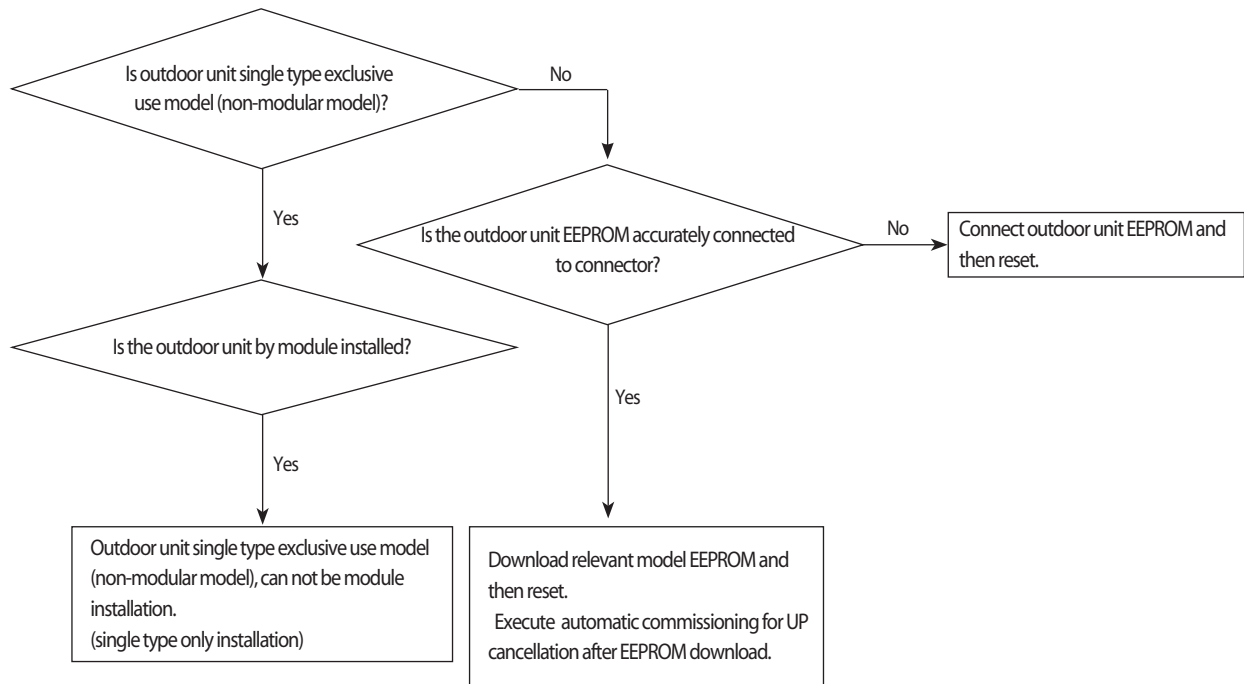 Is outdoor unit single type exclusive
use model (non-modular model)?
No
Yes
Is the outdoor unit EEPROM accurately connected
to connector?
No
Connect outdoor unit EEPROM and
then reset.
Is the outdoor unit by module installed?
Yes
Yes
Outdoor unit single type exclusive use model
(non-modular model), can not be module
installation.
(single type only installation)
Download relevant model EEPROM and
then reset.
Execute automatic commissioning for UP
cancellation after EEPROM download.